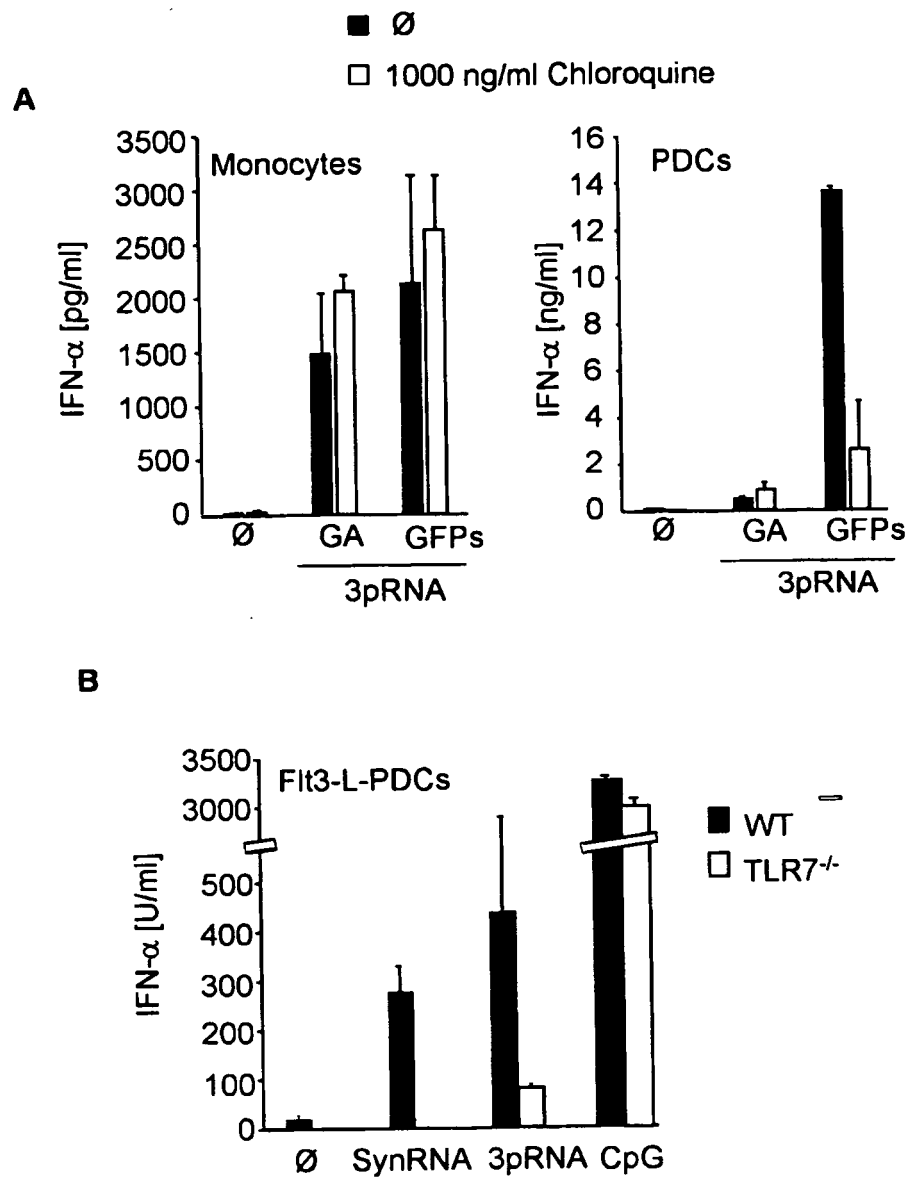 ■ Ø
□ 1000 ng/ml Chloroquine
A
Monocytes
IFN-α [pg/ml]
3500
3000
2500
2000
1500
1000
500
0
Ø GA GFPs
3pRNA
PDCs
IFN-α [ng/ml]
16
14
12
10
8
6
4
2
0
Ø GA GFPs
3pRNA
B
Flt3-L-PDCs
IFN-α [U/ml]
3500
3000
500
400
300
200
100
0
Ø SynRNA 3pRNA CpG
■ WT
□ TLR7-/-